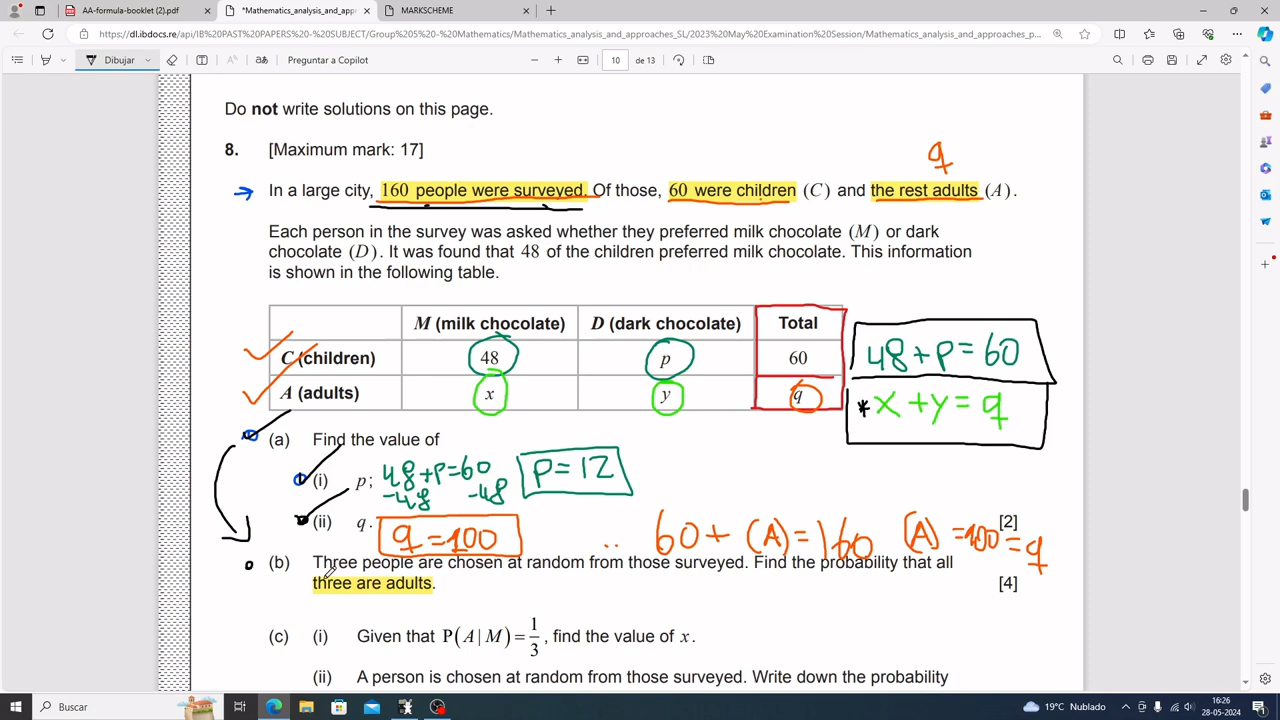 AA-formula-booklet (2).pdf
*Mathematics_analysis_and_app
MARKSCHEME
https://dl.ibdocs.re/api/IB%20PAST%20PAPERS%20-%20SUBJECT/Group%205%20-%20Mathematics/Mathematics_analysis_and_approaches_SL/2023%20May%20Examination%20Session/Mathematics_analysis_and_approaches_p...
Dibujar
Preguntar a Copilot
10
de 13
Do not write solutions on this page.
8. [Maximum mark: 17]
q
In a large city, 160 people were surveyed. Of those, 60 were children (C) and the rest adults (A).
Each person in the survey was asked whether they preferred milk chocolate (M) or dark
chocolate (D). It was found that 48 of the children preferred milk chocolate. This information
is shown in the following table.
M (milk chocolate) D (dark chocolate) Total
C (children) 48 p 60
48 + p = 60
A (adults) x y q
* x + y = q
(a) Find the value of
(i) p; 48 + p = 60 p = 12
-48 -48
(ii) q. q = 100 [2]
.. 60 + (A) = 160 (A) = 100 = q
(b) Three people are chosen at random from those surveyed. Find the probability that all
three are adults. [4]
(c) (i) Given that P(A | M) = 1/3, find the value of x.
(ii) A person is chosen at random from those surveyed. Write down the probability
Buscar
19°C Nublado
16:26
28-05-2024